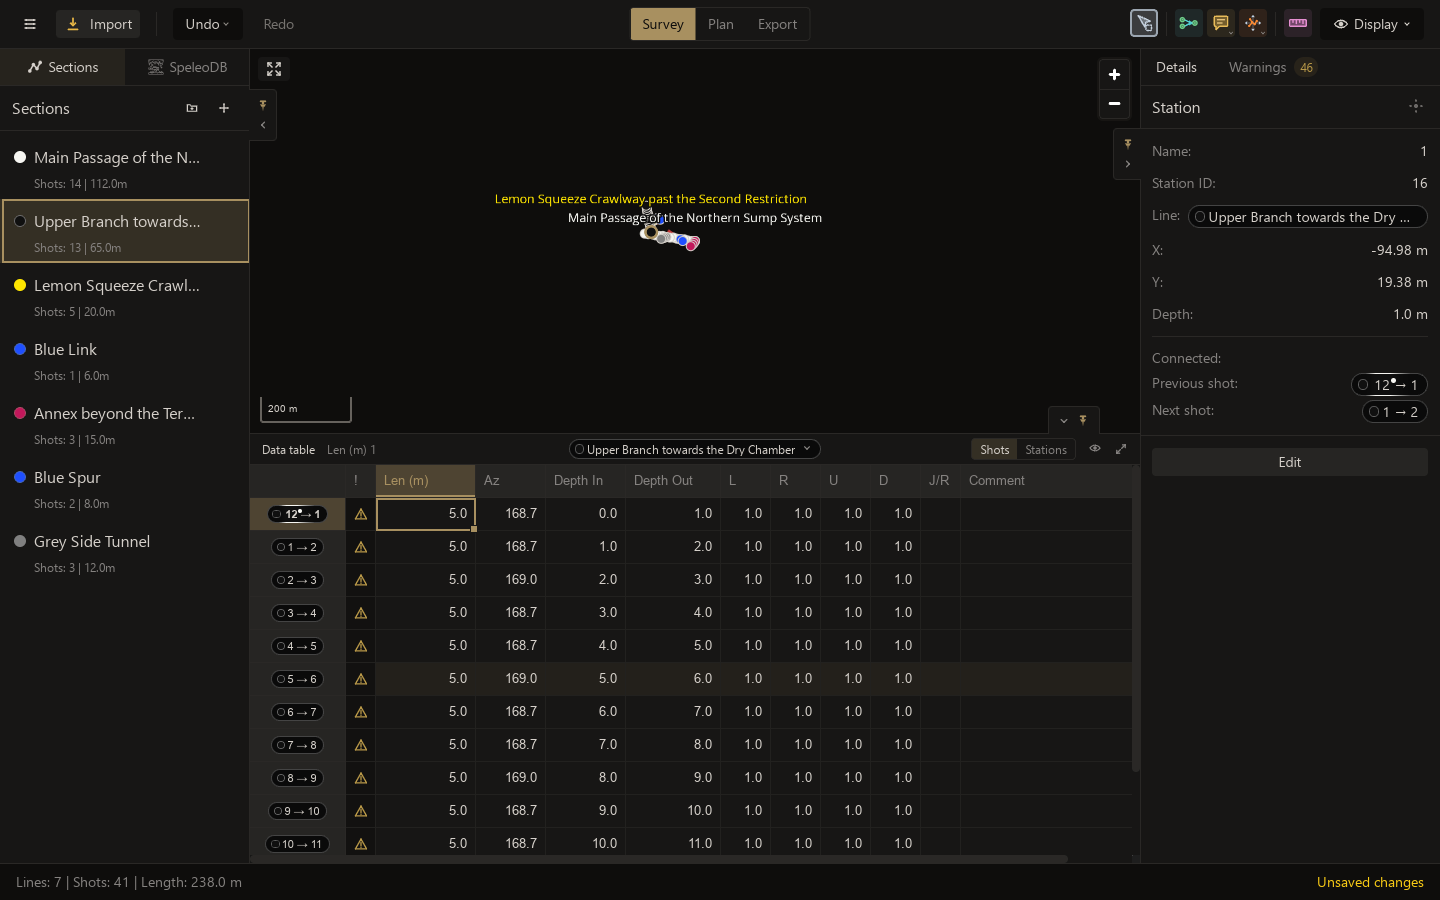 Import
Undo
Redo
Survey
Plan
Export
Display
Sections
SpeleoDB
Sections
Main Passage of the N...
Shots: 14 | 112.0m
Upper Branch towards...
Shots: 13 | 65.0m
Lemon Squeeze Crawl...
Shots: 5 | 20.0m
Blue Link
Shots: 1 | 6.0m
Annex beyond the Ter...
Shots: 3 | 15.0m
Blue Spur
Shots: 2 | 8.0m
Grey Side Tunnel
Shots: 3 | 12.0m
Lemon Squeeze Crawlway past the Second Restriction
Main Passage of the Northern Sump System
200 m
Details
Warnings 46
Station
Name: 1
Station ID: 16
Line: Upper Branch towards the Dry ...
X: -94.98 m
Y: 19.38 m
Depth: 1.0 m
Connected:
Previous shot: 12 → 1
Next shot: 1 → 2
Edit
Data table Len (m) 1
Upper Branch towards the Dry Chamber
Shots Stations
! Len (m) Az Depth In Depth Out L R U D J/R Comment
12 → 1 5.0 168.7 0.0 1.0 1.0 1.0 1.0 1.0
1 → 2 5.0 168.7 1.0 2.0 1.0 1.0 1.0 1.0
2 → 3 5.0 169.0 2.0 3.0 1.0 1.0 1.0 1.0
3 → 4 5.0 168.7 3.0 4.0 1.0 1.0 1.0 1.0
4 → 5 5.0 168.7 4.0 5.0 1.0 1.0 1.0 1.0
5 → 6 5.0 169.0 5.0 6.0 1.0 1.0 1.0 1.0
6 → 7 5.0 168.7 6.0 7.0 1.0 1.0 1.0 1.0
7 → 8 5.0 168.7 7.0 8.0 1.0 1.0 1.0 1.0
8 → 9 5.0 169.0 8.0 9.0 1.0 1.0 1.0 1.0
9 → 10 5.0 168.7 9.0 10.0 1.0 1.0 1.0 1.0
10 → 11 5.0 168.7 10.0 11.0 1.0 1.0 1.0 1.0
Lines: 7 | Shots: 41 | Length: 238.0 m
Unsaved changes